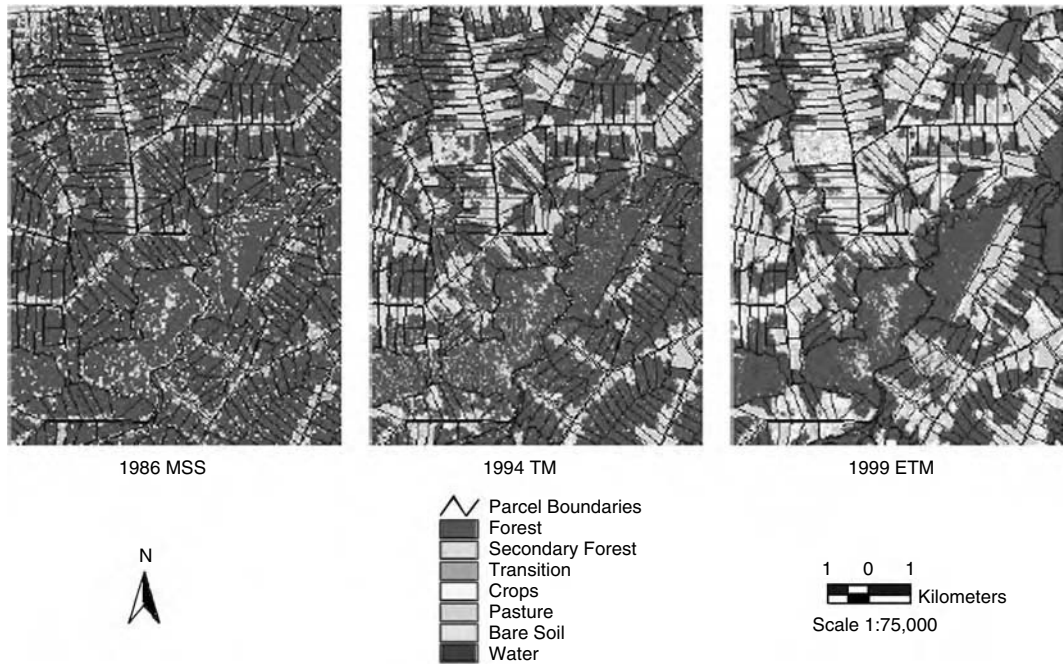 1986 MSS
1994 TM
1999 ETM
Parcel Boundaries
Forest
Secondary Forest
Transition
Crops
Pasture
Bare Soil
Water
N
1 0 1
Kilometers
Scale 1:75,000